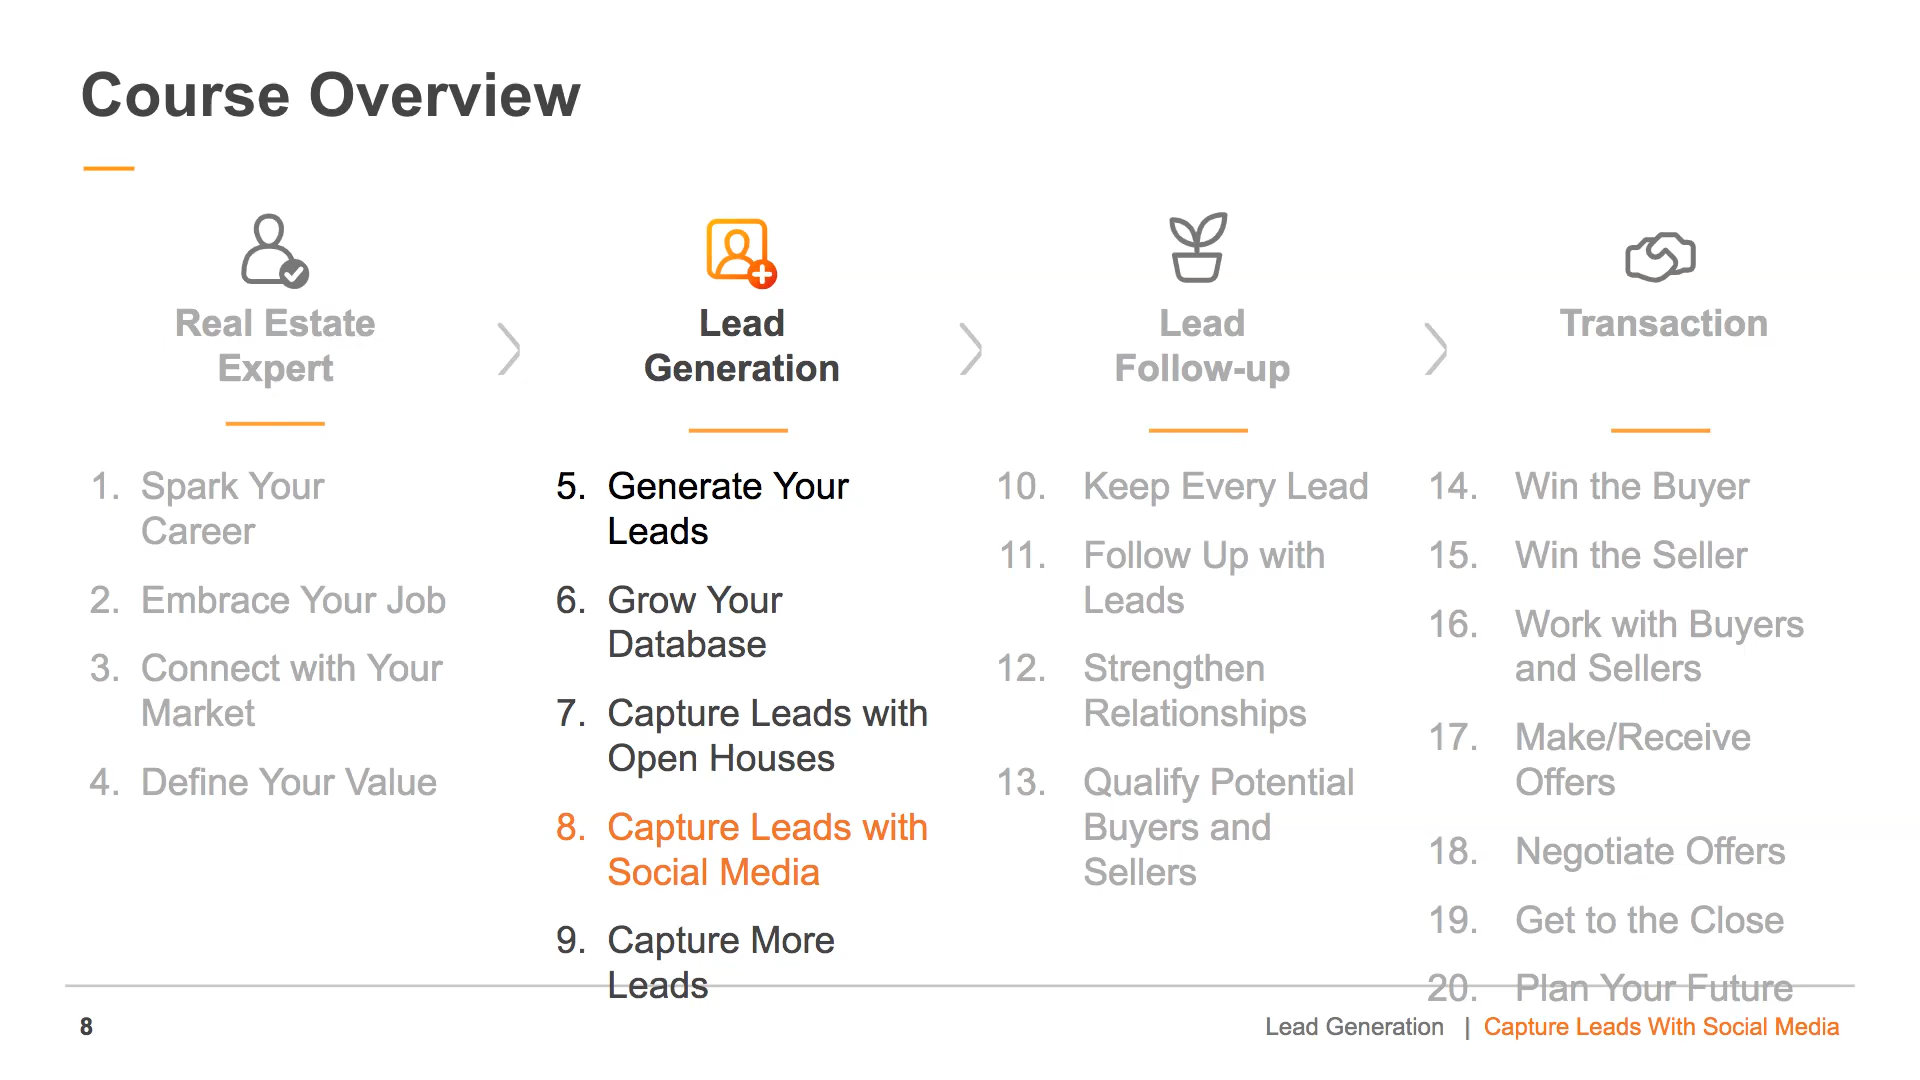 Course Overview
Real Estate
Expert
1. Spark Your
Career
2. Embrace Your Job
3. Connect with Your
Market
4. Define Your Value
Lead
Generation
5. Generate Your
Leads
6. Grow Your
Database
7. Capture Leads with
Open Houses
8. Capture Leads with
Social Media
9. Capture More
Leads
Lead
Follow-up
10. Keep Every Lead
11. Follow Up with
Leads
12. Strengthen
Relationships
13. Qualify Potential
Buyers and
Sellers
Transaction
14. Win the Buyer
15. Win the Seller
16. Work with Buyers
and Sellers
17. Make/Receive
Offers
18. Negotiate Offers
19. Get to the Close
20. Plan Your Future
8
Lead Generation | Capture Leads With Social Media